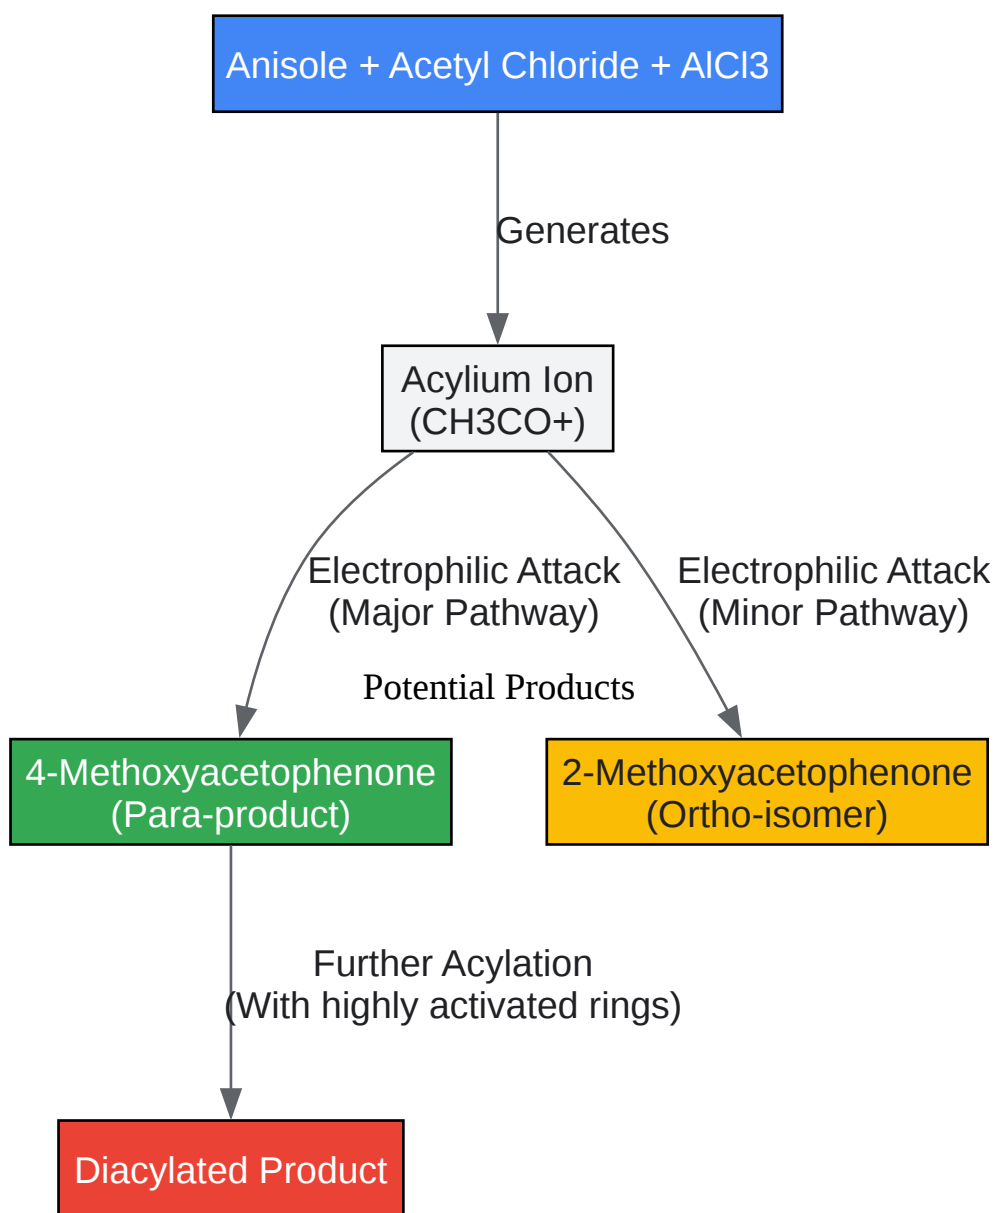 Anisole + Acetyl Chloride + AlCl3
Generates
Acylium Ion
(CH3CO+)
Electrophilic Attack
(Major Pathway)
Electrophilic Attack
(Minor Pathway)
Potential Products
4-Methoxyacetophenone
(Para-product)
2-Methoxyacetophenone
(Ortho-isomer)
Further Acylation
(With highly activated rings)
Diacylated Product